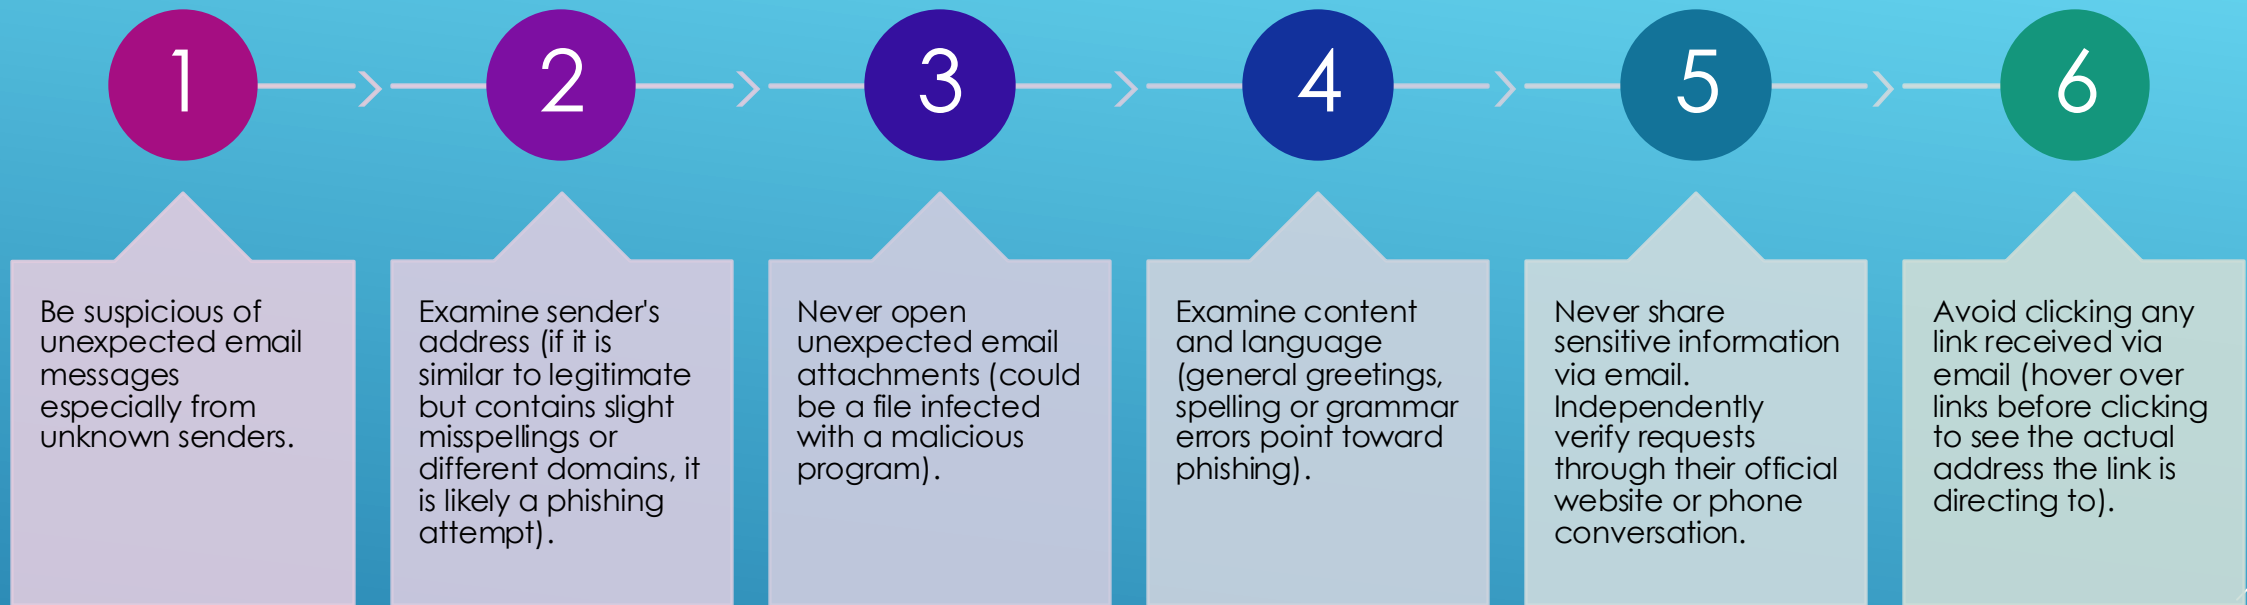 1
2
3
4
5
6
Be suspicious of
unexpected email
messages
especially from
unknown senders.
Examine sender's
address (if it is
similar to legitimate
but contains slight
misspellings or
different domains, it
is likely a phishing
attempt).
Never open
unexpected email
attachments (could
be a file infected
with a malicious
program).
Examine content
and language
(general greetings,
spelling or grammar
errors point toward
phishing).
Never share
sensitive information
via email.
Independently
verify requests
through their official
website or phone
conversation.
Avoid clicking any
link received via
email (hover over
links before clicking
to see the actual
address the link is
directing to).